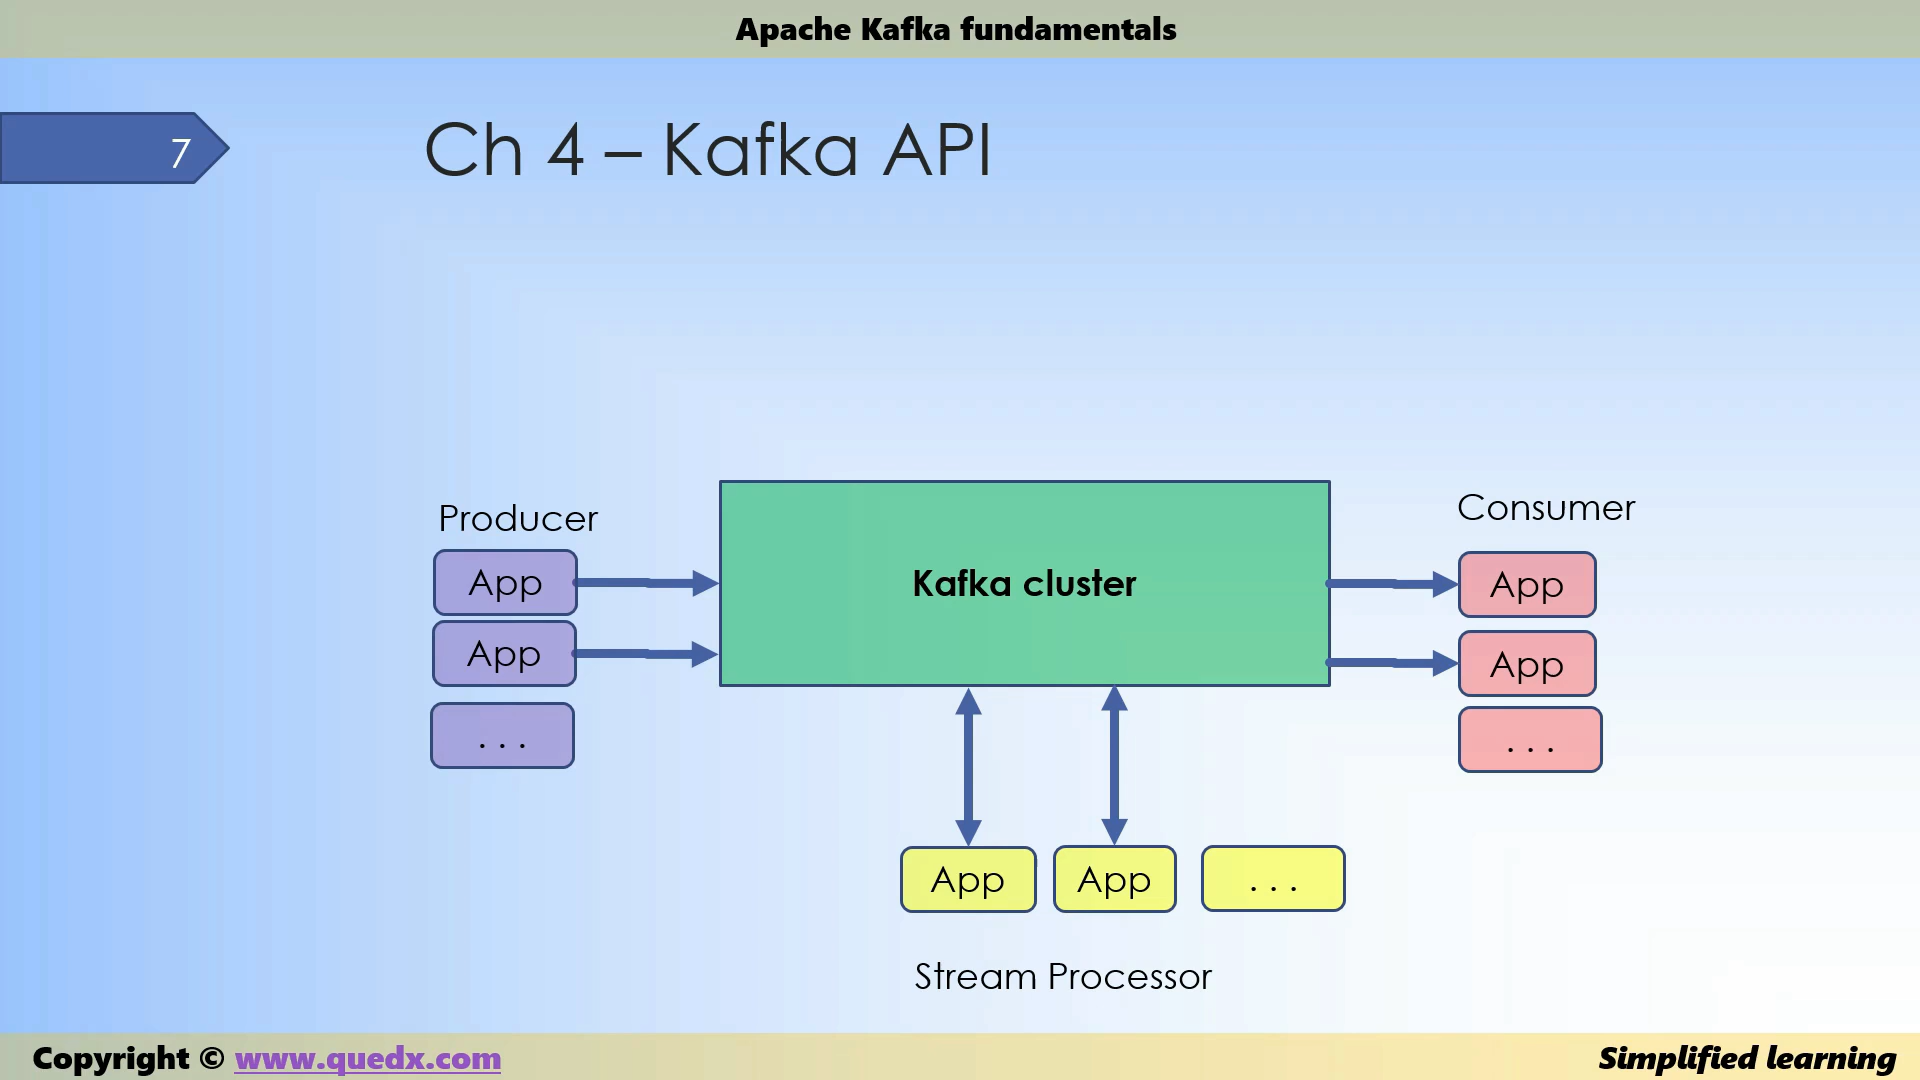 Apache Kafka fundamentals
7
Ch 4 – Kafka API
Producer
App
App
. . .
Kafka cluster
Consumer
App
App
. . .
App
App
. . .
Stream Processor
Copyright © www.quedx.com
Simplified learning